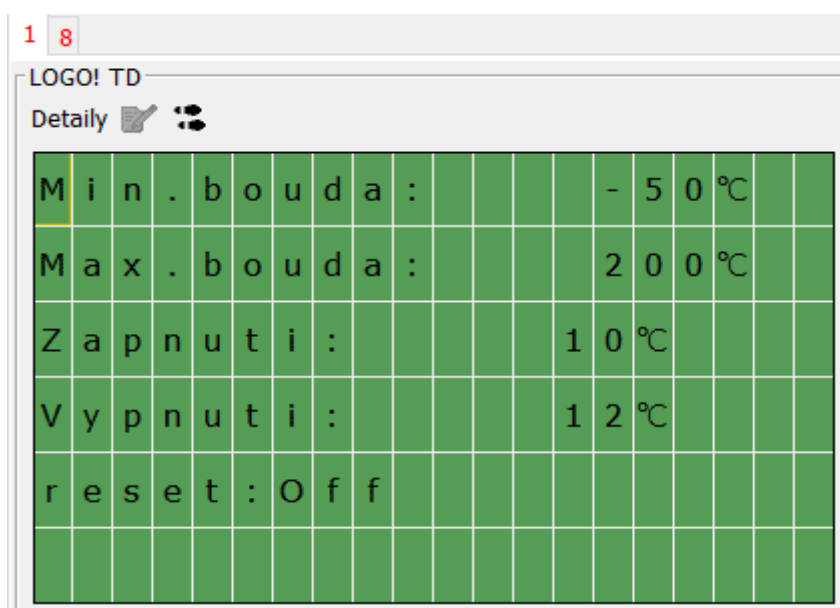 1 8
LOGO! TD
Detaily
Min.bouda: -50℃
Max.bouda: 200℃
Zapnuti: 10℃
Vypnuti: 12℃
reset:Off